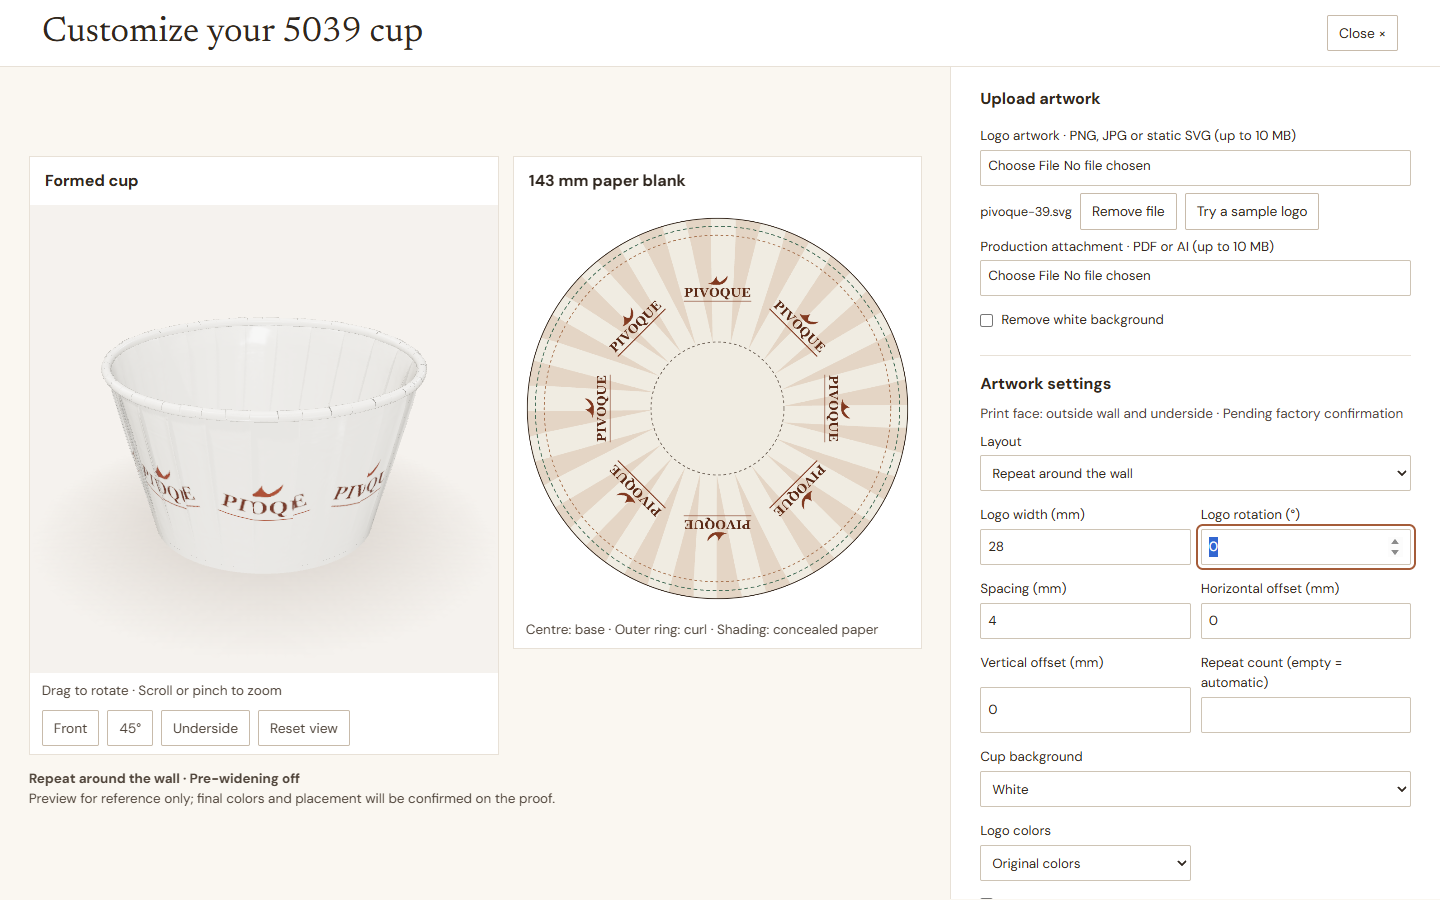 Customize your 5039 cup
Close ×
Formed cup
PIVOQUE
Drag to rotate · Scroll or pinch to zoom
Front
45°
Underside
Reset view
Repeat around the wall · Pre-widening off
Preview for reference only; final colors and placement will be confirmed on the proof.
143 mm paper blank
PIVOQUE
PIVOQUE
PIVOQUE
PIVOQUE
PIVOQUE
PIVOQUE
PIVOQUE
PIVOQUE
Centre: base · Outer ring: curl · Shading: concealed paper
Upload artwork
Logo artwork · PNG, JPG or static SVG (up to 10 MB)
Choose File No file chosen
pivoque-39.svg
Remove file
Try a sample logo
Production attachment · PDF or AI (up to 10 MB)
Choose File No file chosen
Remove white background
Artwork settings
Print face: outside wall and underside · Pending factory confirmation
Layout
Repeat around the wall
Logo width (mm)
Logo rotation (°)
28
0
Spacing (mm)
Horizontal offset (mm)
4
0
Vertical offset (mm)
Repeat count (empty =
automatic)
0
Cup background
White
Logo colors
Original colors